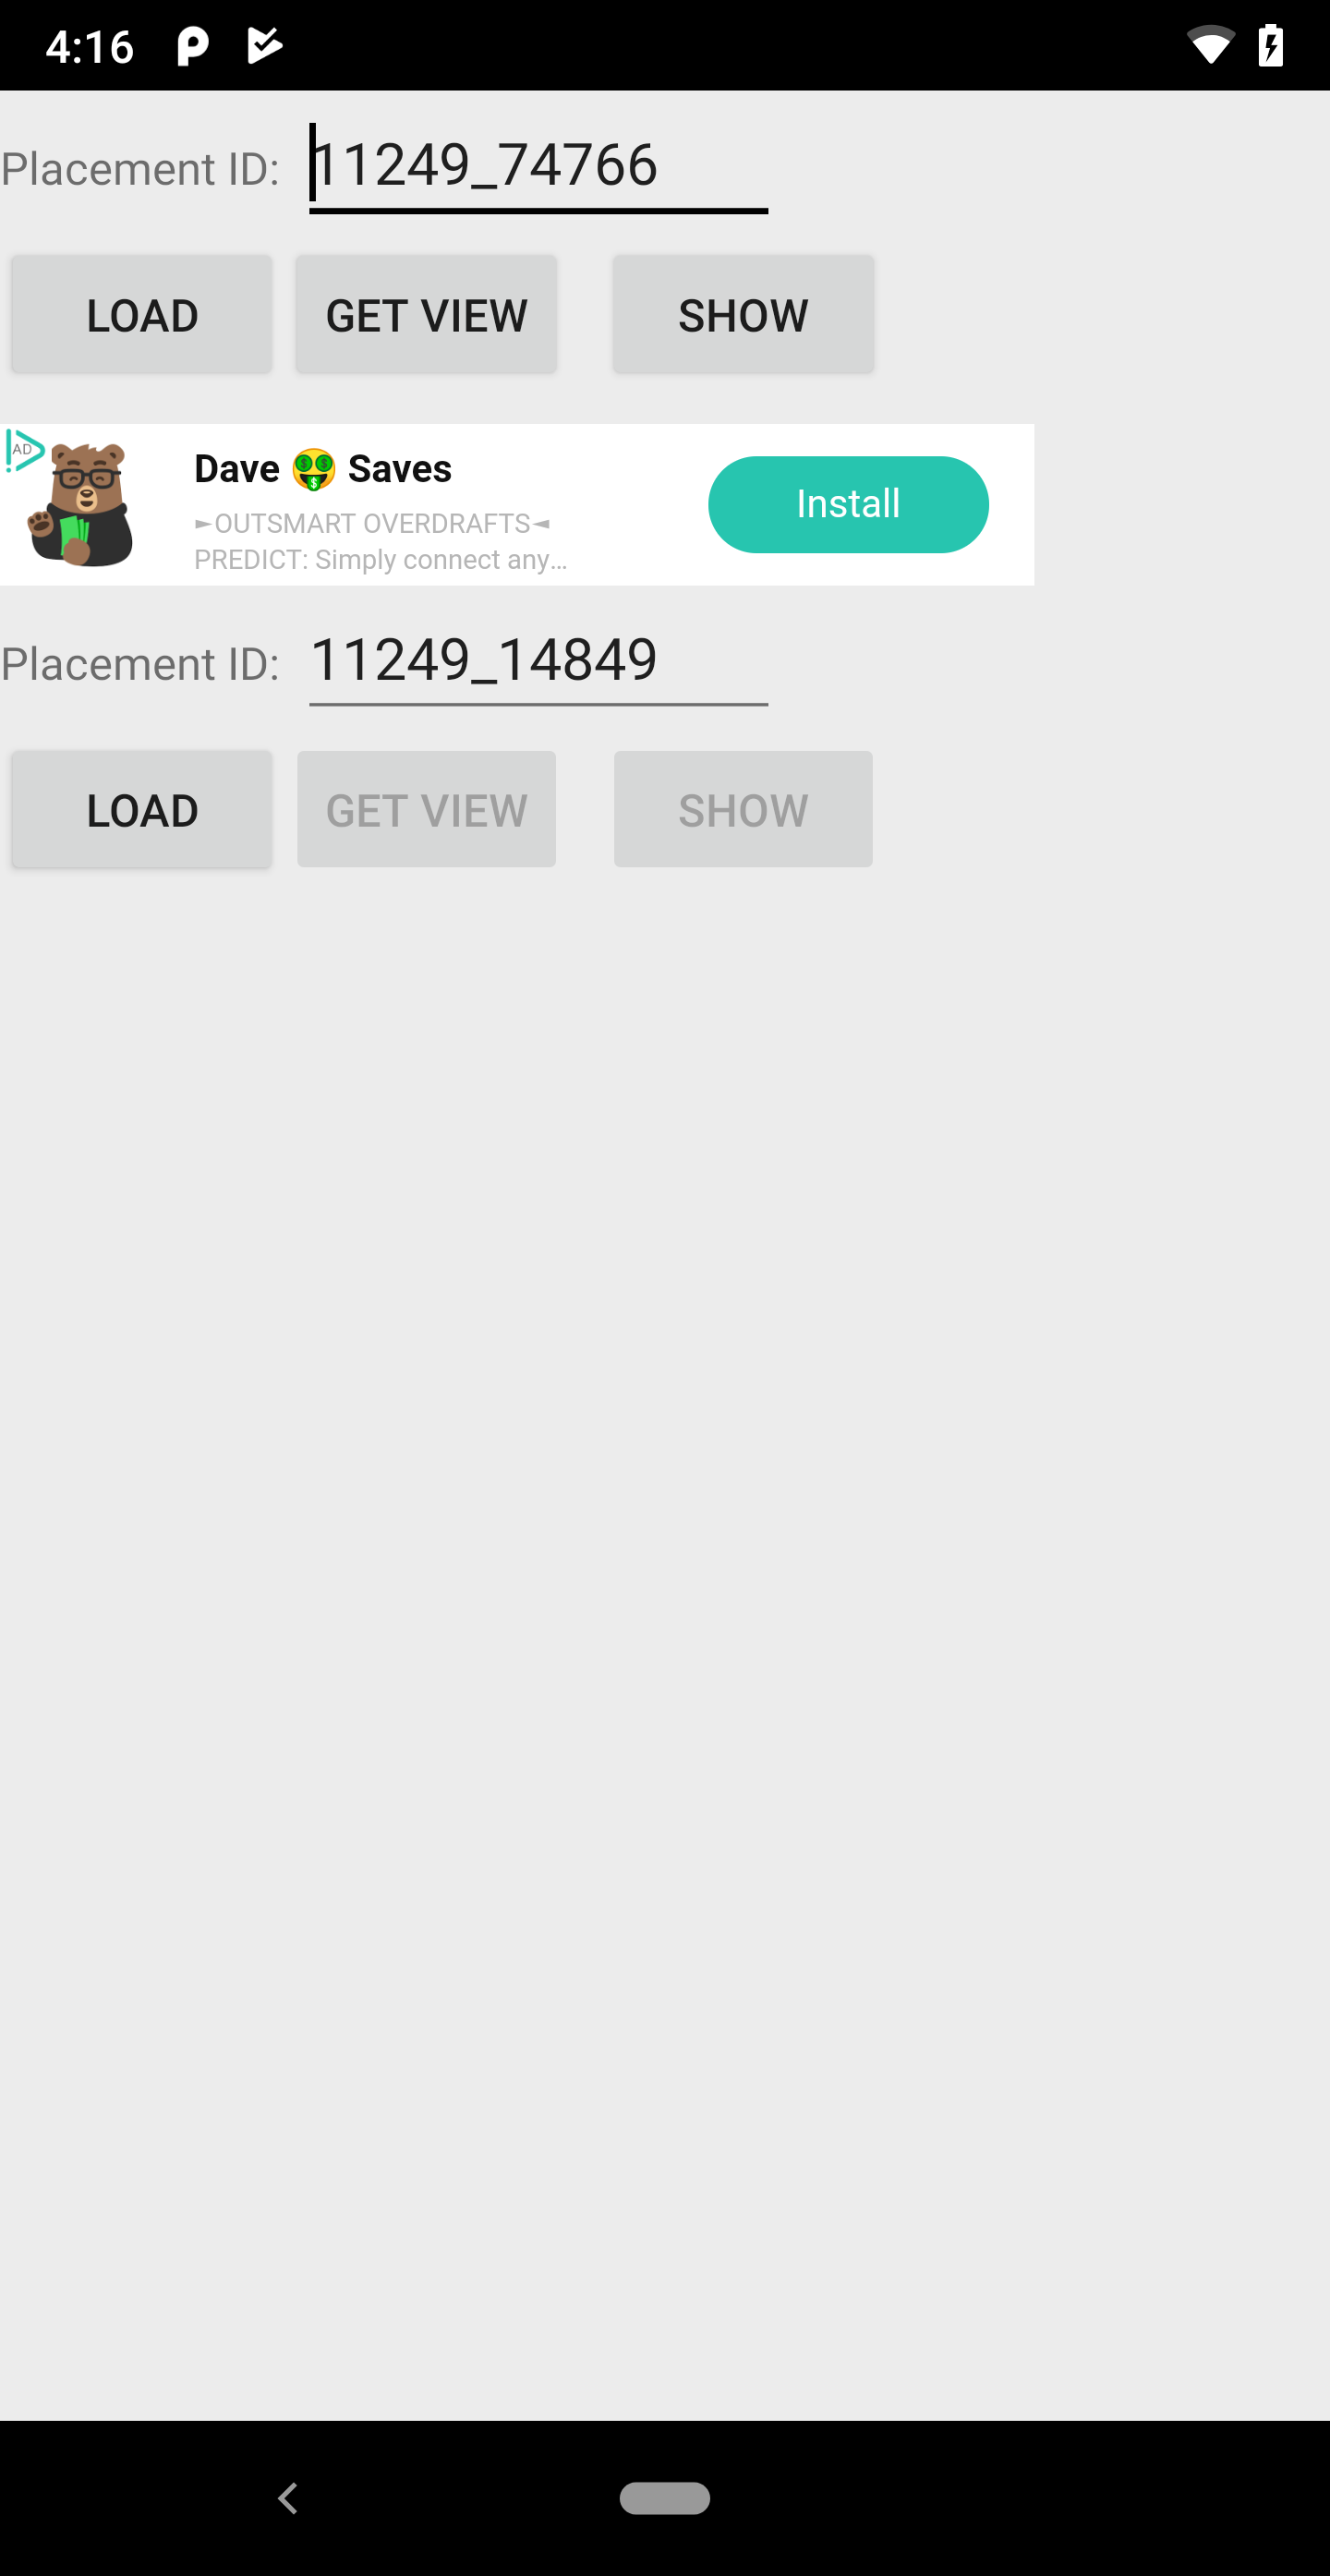 4:16
Placement ID: 11249_74766
LOAD GET VIEW SHOW
AD
Dave 🤑 Saves
►OUTSMART OVERDRAFTS◄
PREDICT: Simply connect any...
Install
Placement ID: 11249_14849
LOAD GET VIEW SHOW